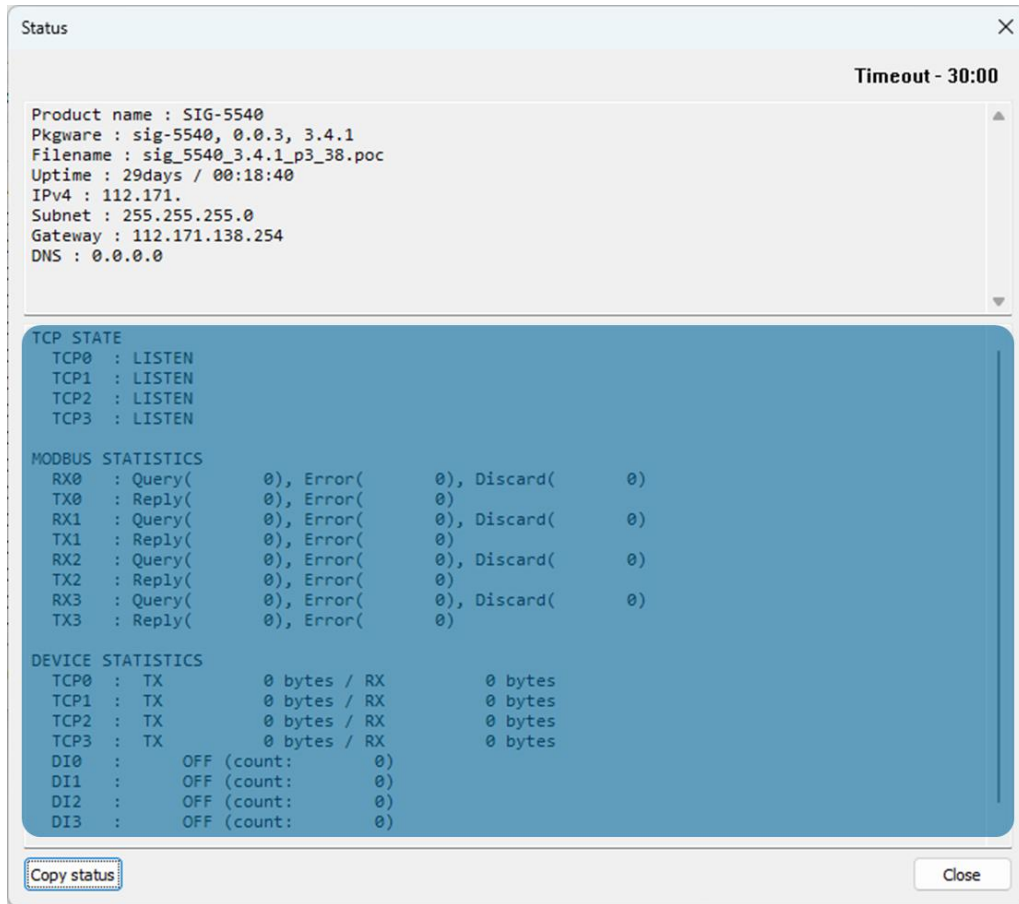 Status
Timeout - 30:00
Product name : SIG-5540
Pkgware : sig-5540, 0.0.3, 3.4.1
Filename : sig_5540_3.4.1_p3_38.poc
Uptime : 29days / 00:18:40
IPv4 : 112.171.
Subnet : 255.255.255.0
Gateway : 112.171.138.254
DNS : 0.0.0.0
TCP STATE
TCP0 : LISTEN
TCP1 : LISTEN
TCP2 : LISTEN
TCP3 : LISTEN
MODBUS STATISTICS
RX0 : Query( 0), Error( 0), Discard( 0)
TX0 : Reply( 0), Error( 0)
RX1 : Query( 0), Error( 0), Discard( 0)
TX1 : Reply( 0), Error( 0)
RX2 : Query( 0), Error( 0), Discard( 0)
TX2 : Reply( 0), Error( 0)
RX3 : Query( 0), Error( 0), Discard( 0)
TX3 : Reply( 0), Error( 0)
DEVICE STATISTICS
TCP0 : TX 0 bytes / RX 0 bytes
TCP1 : TX 0 bytes / RX 0 bytes
TCP2 : TX 0 bytes / RX 0 bytes
TCP3 : TX 0 bytes / RX 0 bytes
DI0 : OFF (count: 0)
DI1 : OFF (count: 0)
DI2 : OFF (count: 0)
DI3 : OFF (count: 0)
Copy status
Close